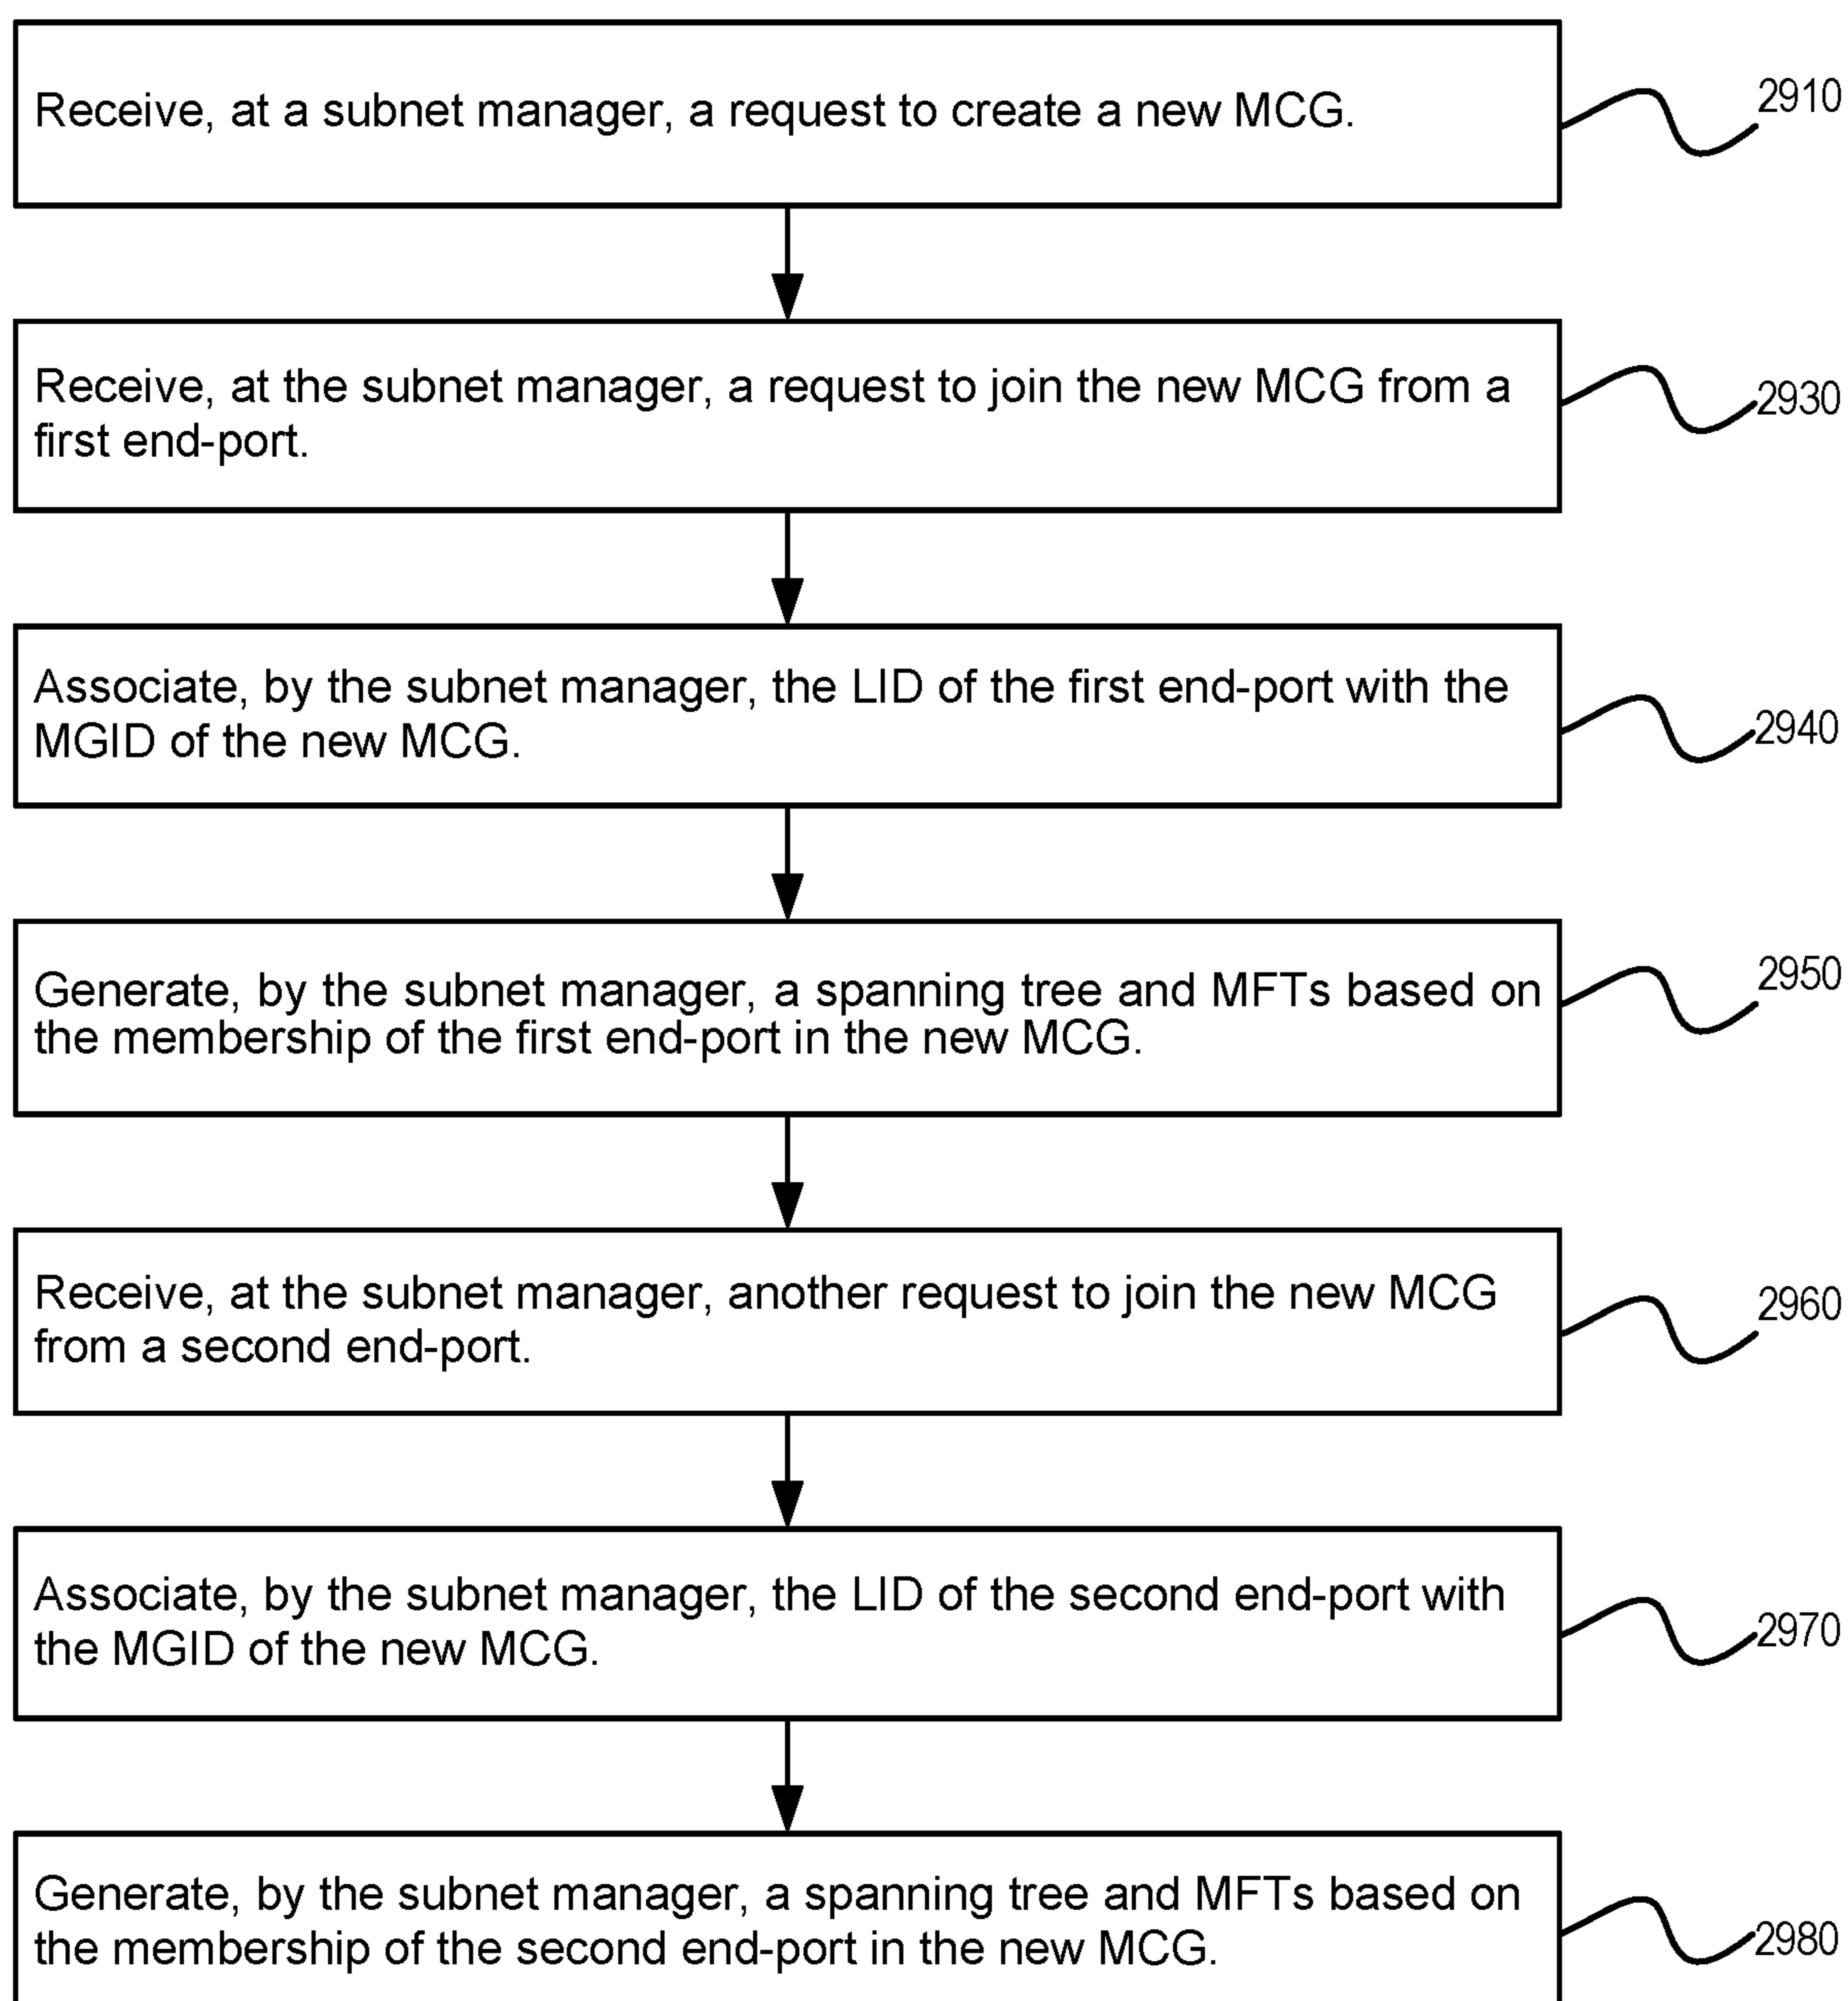 Receive, at a subnet manager, a request to create a new MCG.
2910
Receive, at the subnet manager, a request to join the new MCG from a
first end-port.
2930
Associate, by the subnet manager, the LID of the first end-port with the
MGID of the new MCG.
2940
Generate, by the subnet manager, a spanning tree and MFTs based on
the membership of the first end-port in the new MCG.
2950
Receive, at the subnet manager, another request to join the new MCG
from a second end-port.
2960
Associate, by the subnet manager, the LID of the second end-port with
the MGID of the new MCG.
2970
Generate, by the subnet manager, a spanning tree and MFTs based on
the membership of the second end-port in the new MCG.
2980